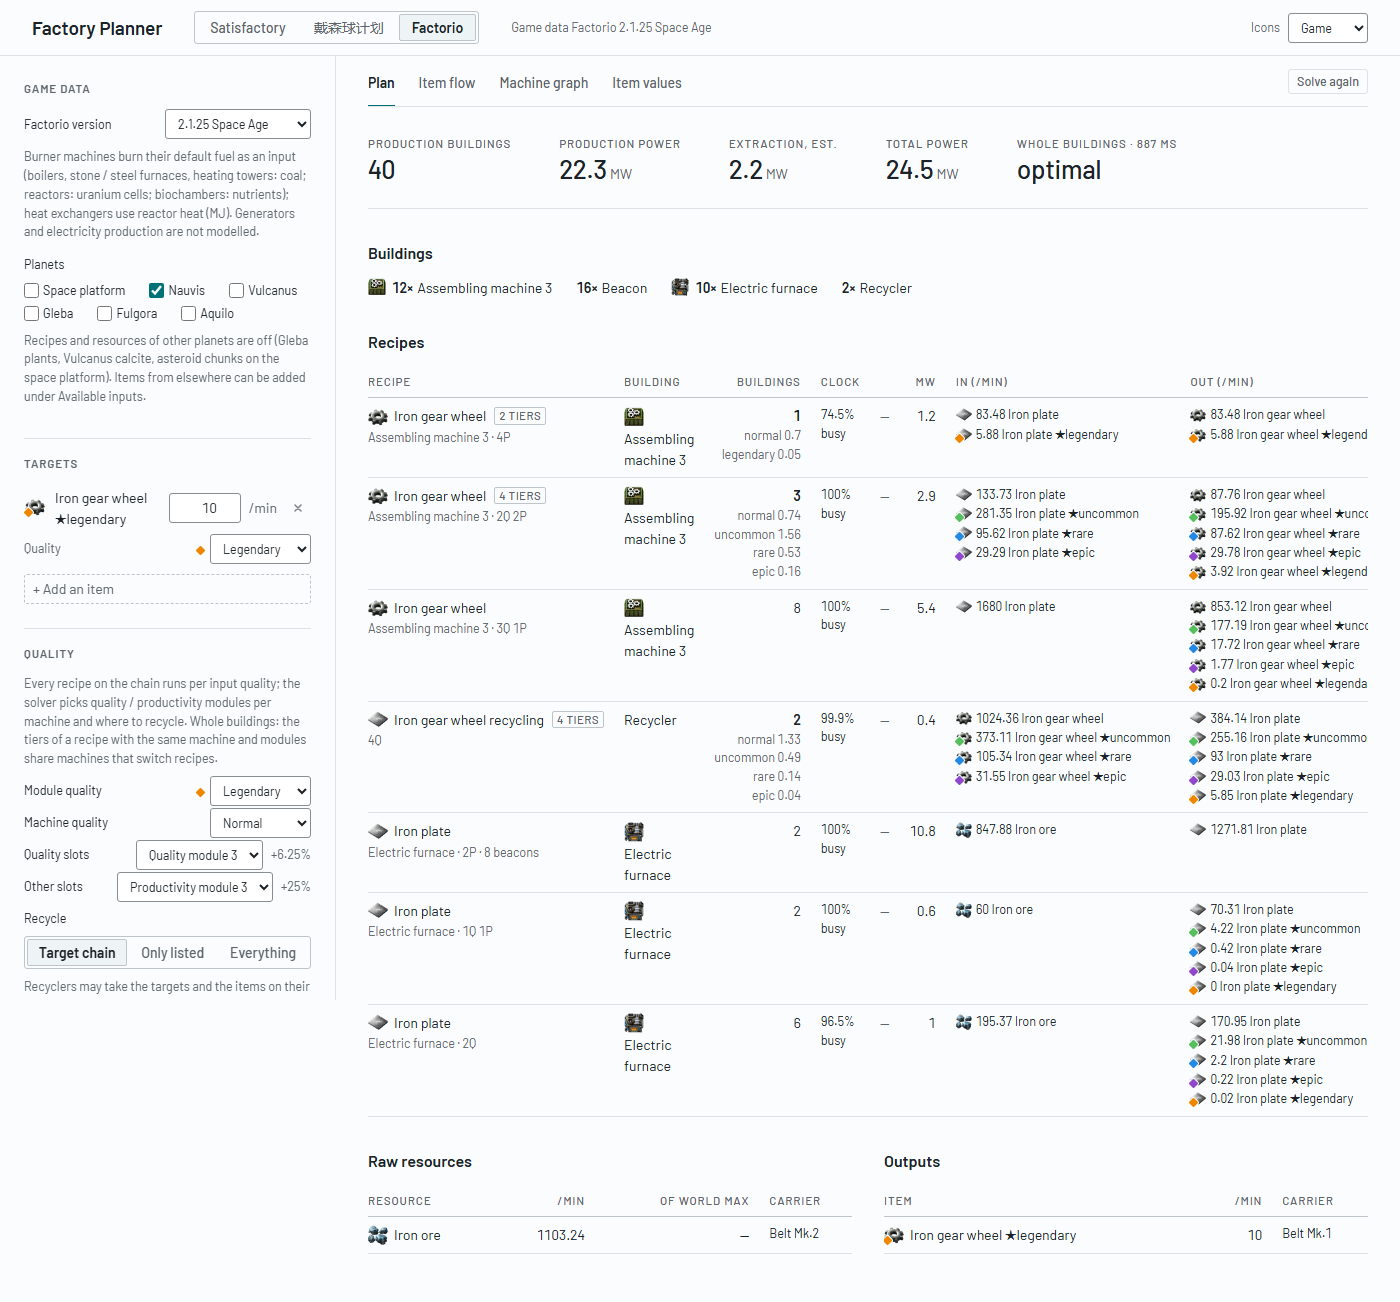 Factory Planner
Satisfactory
戴森球计划
Factorio
Game data Factorio 2.1.25 Space Age
Icons
Game
GAME DATA
Factorio version
2.1.25 Space Age
Burner machines burn their default fuel as an input
(boilers, stone / steel furnaces, heating towers: coal;
reactors: uranium cells; biochambers: nutrients);
heat exchangers use reactor heat (MJ). Generators
and electricity production are not modelled.
Planets
Space platform
Nauvis
Vulcanus
Gleba
Fulgora
Aquilo
Recipes and resources of other planets are off (Gleba
plants, Vulcanus calcite, asteroid chunks on the
space platform). Items from elsewhere can be added
under Available inputs.
TARGETS
Iron gear wheel
★legendary
10
/min
×
Quality
Legendary
+ Add an item
QUALITY
Every recipe on the chain runs per input quality; the
solver picks quality / productivity modules per
machine and where to recycle. Whole buildings: the
tiers of a recipe with the same machine and modules
share machines that switch recipes.
Module quality
Legendary
Machine quality
Normal
Quality slots
Quality module 3
+6.25%
Other slots
Productivity module 3
+25%
Recycle
Target chain
Only listed
Everything
Recyclers may take the targets and the items on their
Plan
Item flow
Machine graph
Item values
Solve again
PRODUCTION BUILDINGS
40
PRODUCTION POWER
22.3 MW
EXTRACTION, EST.
2.2 MW
TOTAL POWER
24.5 MW
WHOLE BUILDINGS · 887 MS
optimal
Buildings
12× Assembling machine 3
16× Beacon
10× Electric furnace
2× Recycler
Recipes
RECIPE
BUILDING
BUILDINGS
CLOCK
MW
IN (/MIN)
OUT (/MIN)
Iron gear wheel
2 TIERS
Assembling machine 3 · 4P
Assembling
machine 3
1
normal 0.7
legendary 0.05
74.5%
busy
—
1.2
83.48 Iron plate
5.88 Iron plate ★legendary
83.48 Iron gear wheel
5.88 Iron gear wheel ★legend
Iron gear wheel
4 TIERS
Assembling machine 3 · 2Q 2P
Assembling
machine 3
3
normal 0.74
uncommon 1.56
rare 0.53
epic 0.16
100%
busy
—
2.9
133.73 Iron plate
281.35 Iron plate ★uncommon
95.62 Iron plate ★rare
29.29 Iron plate ★epic
87.76 Iron gear wheel
195.92 Iron gear wheel ★unco
87.62 Iron gear wheel ★rare
29.78 Iron gear wheel ★epic
3.92 Iron gear wheel ★legend
Iron gear wheel
Assembling machine 3 · 3Q 1P
Assembling
machine 3
8
100%
busy
—
5.4
1680 Iron plate
853.12 Iron gear wheel
177.19 Iron gear wheel ★unco
17.72 Iron gear wheel ★rare
1.77 Iron gear wheel ★epic
0.2 Iron gear wheel ★legenda
Iron gear wheel recycling
4 TIERS
4Q
Recycler
2
normal 1.33
uncommon 0.49
rare 0.14
epic 0.04
99.9%
busy
—
0.4
1024.36 Iron gear wheel
373.11 Iron gear wheel ★uncommon
105.34 Iron gear wheel ★rare
31.55 Iron gear wheel ★epic
384.14 Iron plate
255.16 Iron plate ★uncommo
93 Iron plate ★rare
29.03 Iron plate ★epic
5.85 Iron plate ★legendary
Iron plate
Electric furnace · 2P · 8 beacons
Electric
furnace
2
100%
busy
—
10.8
847.88 Iron ore
1271.81 Iron plate
Iron plate
Electric furnace · 1Q 1P
Electric
furnace
2
100%
busy
—
0.6
60 Iron ore
70.31 Iron plate
4.22 Iron plate ★uncommon
0.42 Iron plate ★rare
0.04 Iron plate ★epic
0 Iron plate ★legendary
Iron plate
Electric furnace · 2Q
Electric
furnace
6
96.5%
busy
—
1
195.37 Iron ore
170.95 Iron plate
21.98 Iron plate ★uncommon
2.2 Iron plate ★rare
0.22 Iron plate ★epic
0.02 Iron plate ★legendary
Raw resources
RESOURCE
/MIN
OF WORLD MAX
CARRIER
Iron ore
1103.24
—
Belt Mk.2
Outputs
ITEM
/MIN
CARRIER
Iron gear wheel ★legendary
10
Belt Mk.1